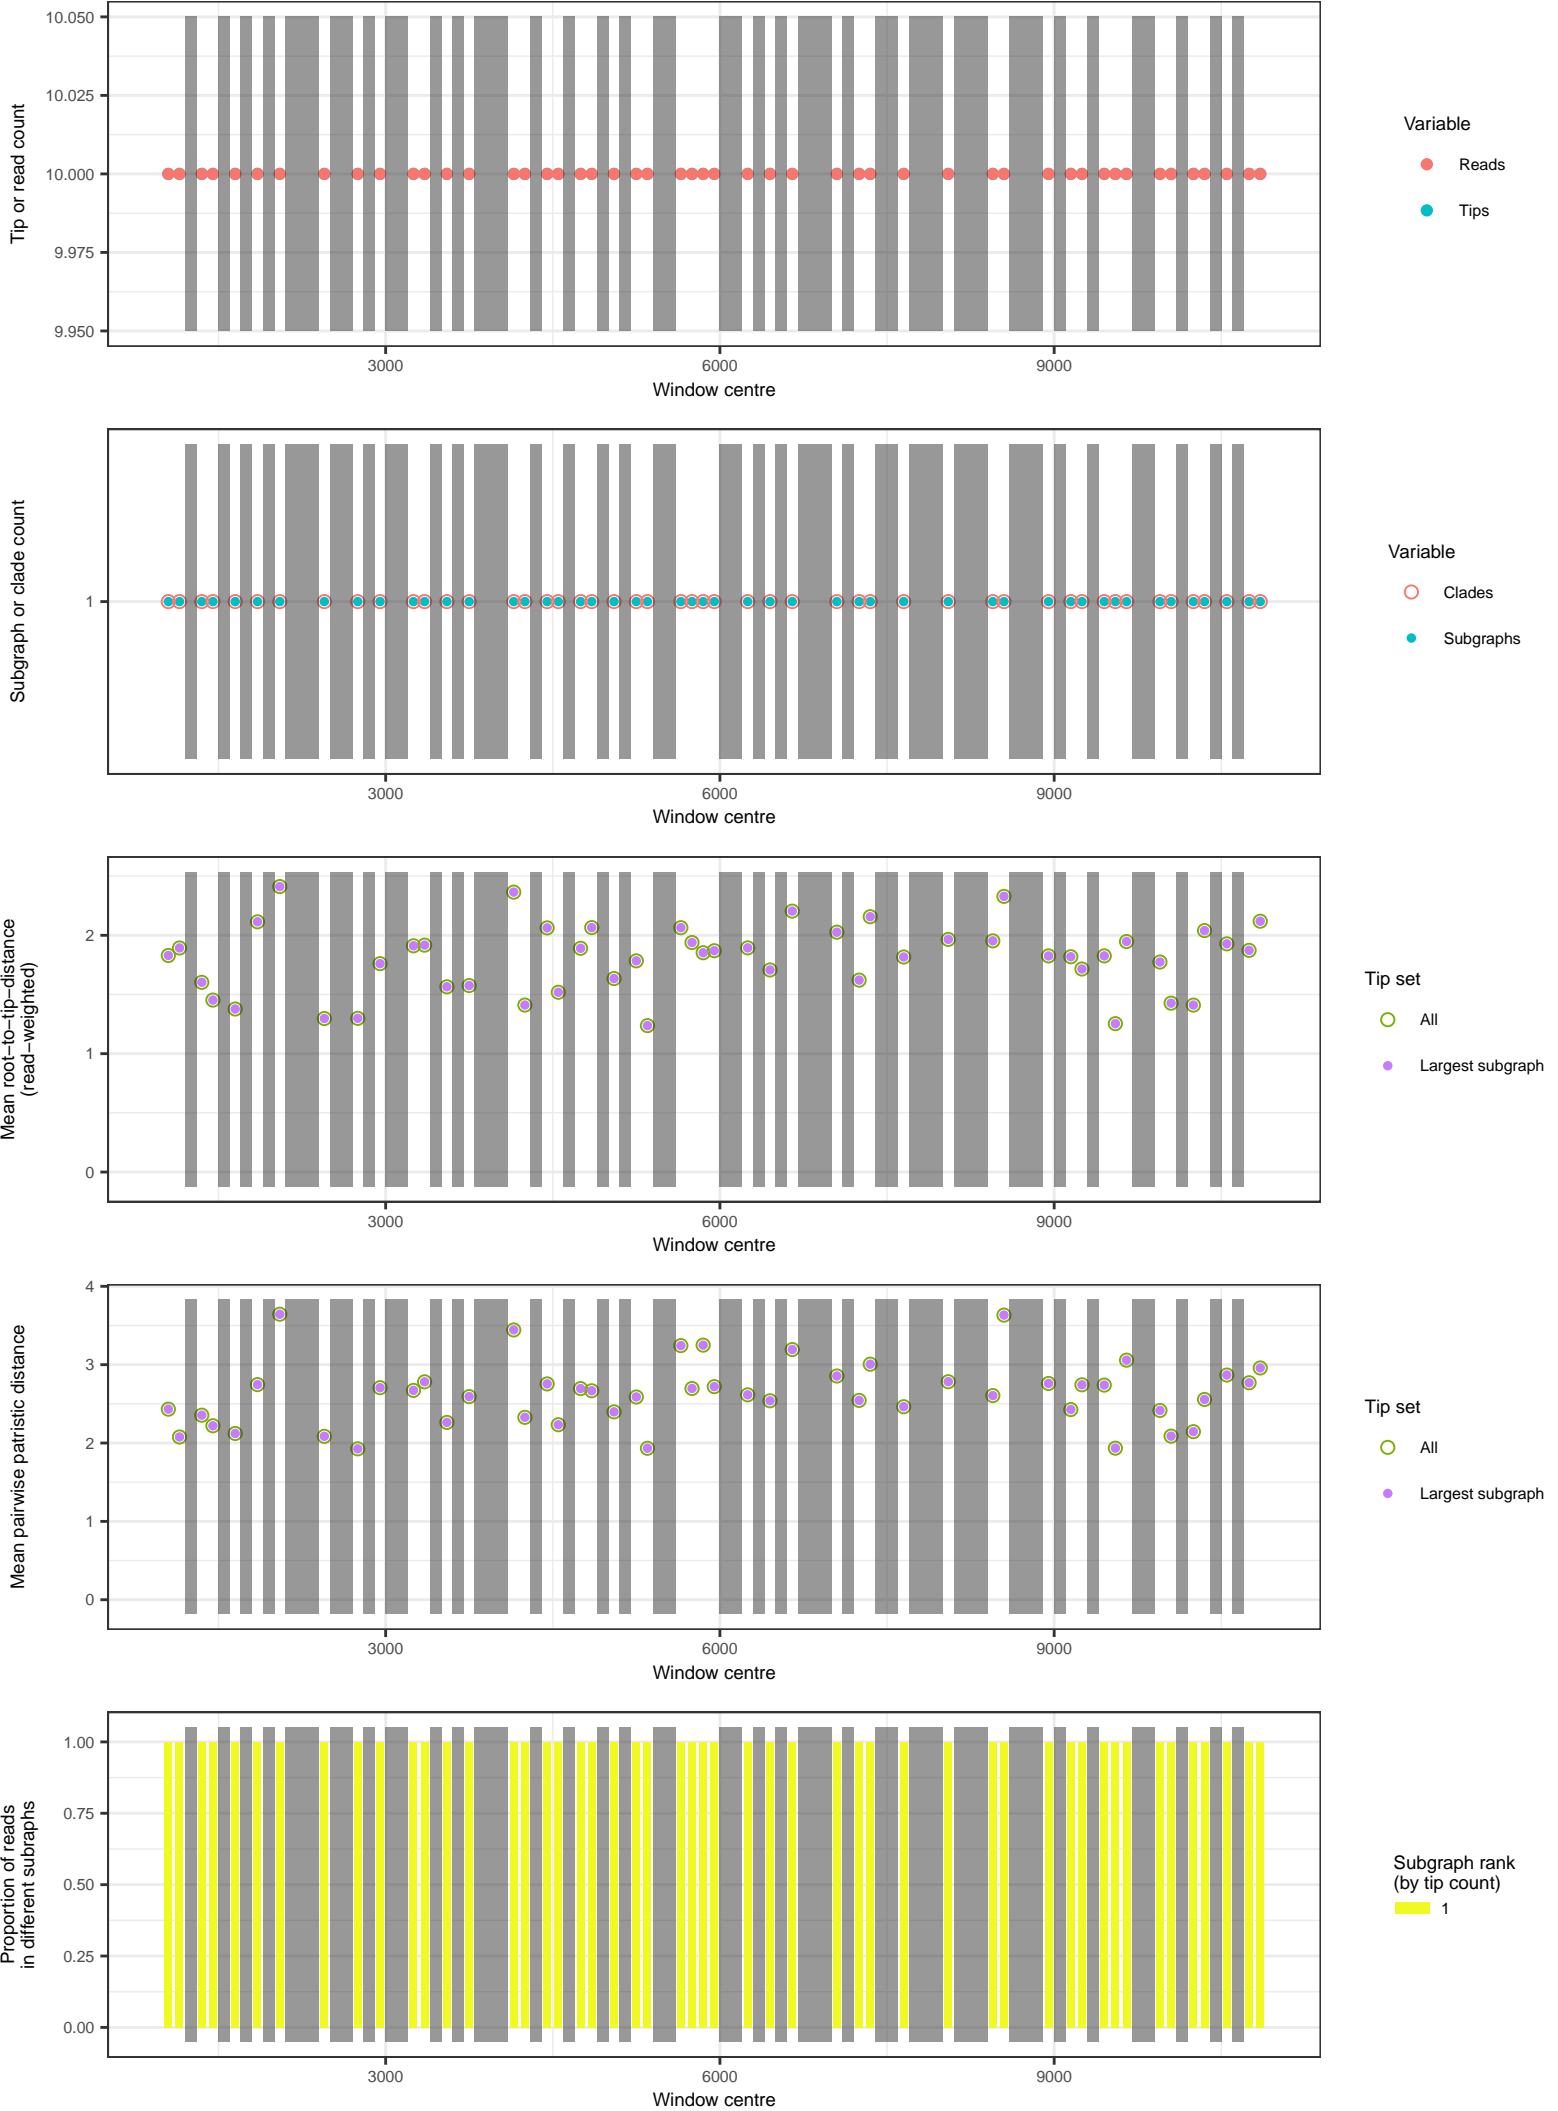 10.050
10.025
10.000
9.975
9.950
Tip or read count
3000 6000 9000
Window centre
Variable
Reads
Tips
1
Subgraph or clade count
3000 6000 9000
Window centre
Variable
Clades
Subgraphs
2
1
0
Mean root−to−tip−distance
(read−weighted)
3000 6000 9000
Window centre
Tip set
All
Largest subgraph
4
3
2
1
0
Mean pairwise patristic distance
3000 6000 9000
Window centre
Tip set
All
Largest subgraph
1.00
0.75
0.50
0.25
0.00
Proportion of reads
in different subraphs
3000 6000 9000
Window centre
Subgraph rank
(by tip count)
1